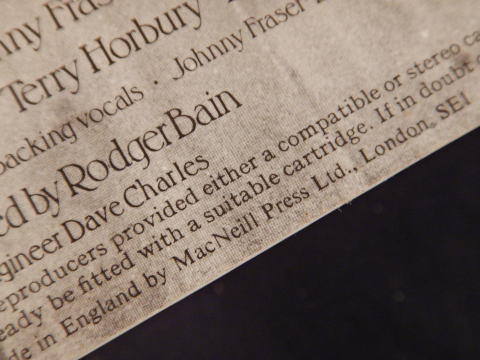 nny Fra
Terry Horbury
backing vocals . Johnny Fraser
ed by Rodger Bain
gineer Dave Charles
eproducers provided either a compatible or stereo ca
eady be fitted with a suitable cartridge. If in doubt
de in England by MacNeill Press Ltd., London, SE1